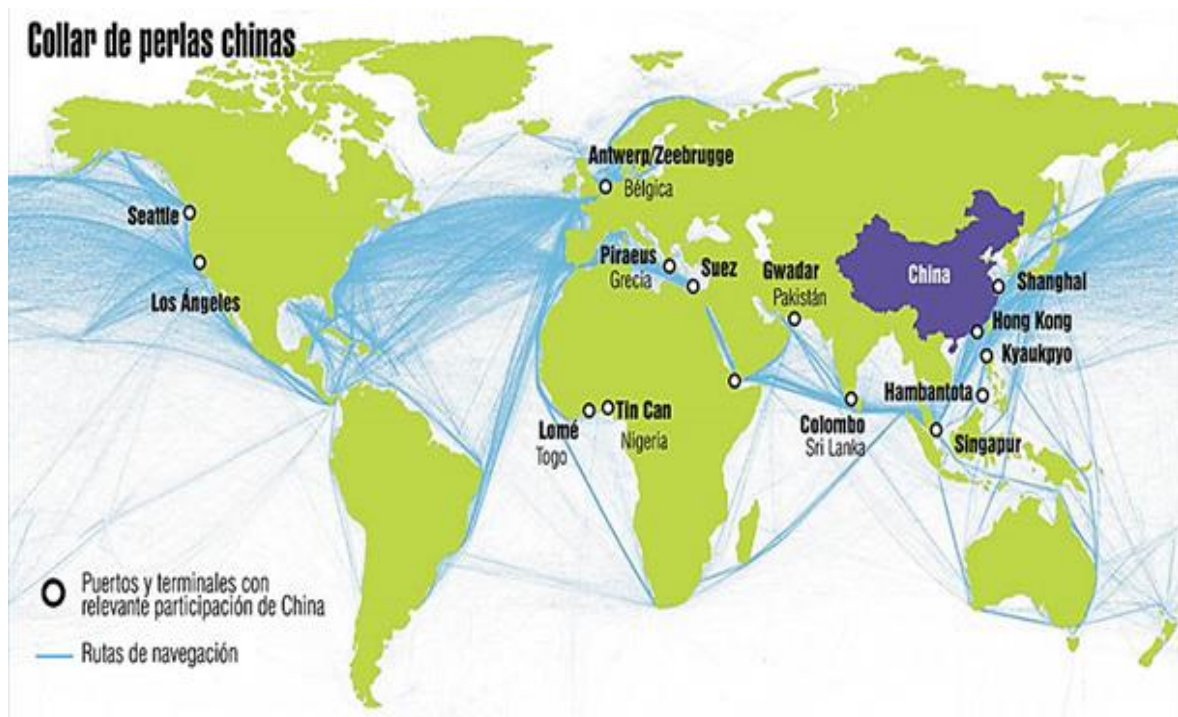 Collar de perlas chinas
Antwerp/Zeebrugge
Bélgica
Seattle
Los Ángeles
Piraeus
Grecia
Suez
Gwadar
Pakistán
China
Shanghai
Hong Kong
Kyaukpyo
Hambantota
Singapur
Colombo
Sri Lanka
Lomé
Togo
Tin Can
Nigeria
Puertos y terminales con
relevante participación de China
Rutas de navegación